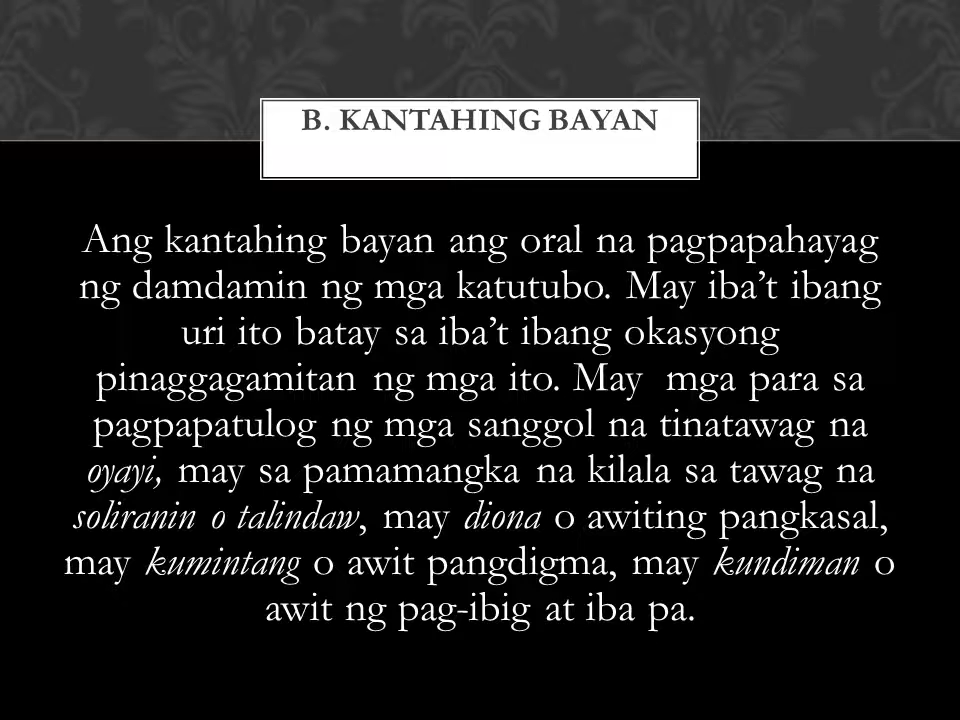 B. KANTAHING BAYAN
Ang kantahing bayan ang oral na pagpapahayag
ng damdamin ng mga katutubo. May iba’t ibang
uri ito batay sa iba’t ibang okasyong
pinaggagamitan ng mga ito. May  mga para sa
pagpapatulog ng mga sanggol na tinatawag na
oyayi, may sa pamamangka na kilala sa tawag na
soliranin o talindaw, may diona o awiting pangkasal,
may kumintang o awit pangdigma, may kundiman o
awit ng pag-ibig at iba pa.